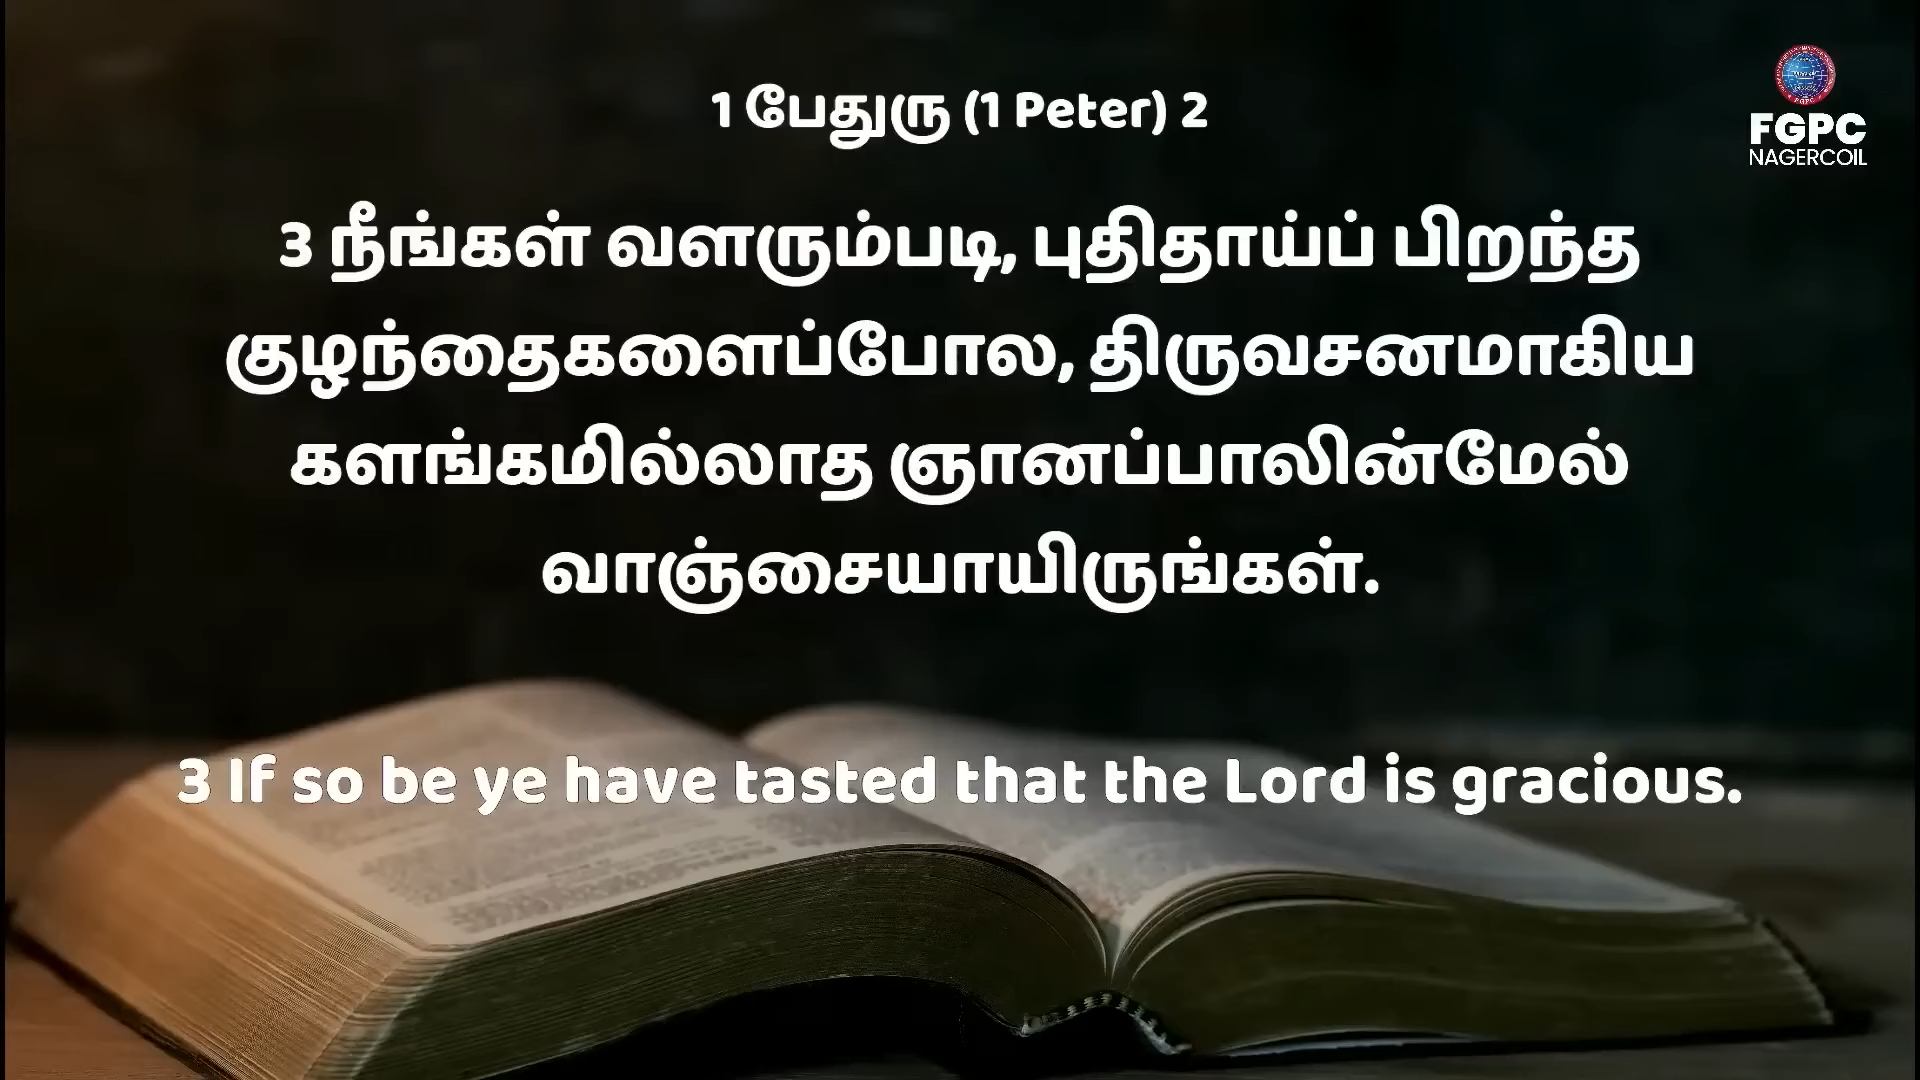 1 பேதுரு (1 Peter) 2
FGPC
NAGERCOIL
3 நீங்கள் வளரும்படி, புதிதாய்ப் பிறந்த
குழந்தைகளைப்போல, திருவசனமாகிய
களங்கமில்லாத ஞானப்பாலின்மேல்
வாஞ்சையாயிருங்கள்.
3 If so be ye have tasted that the Lord is gracious.